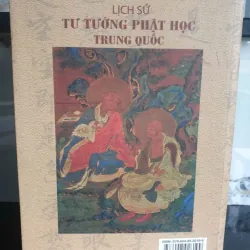 LỊCH SỬ
TƯ TƯỞNG PHẬT HỌC
TRUNG QUỐC